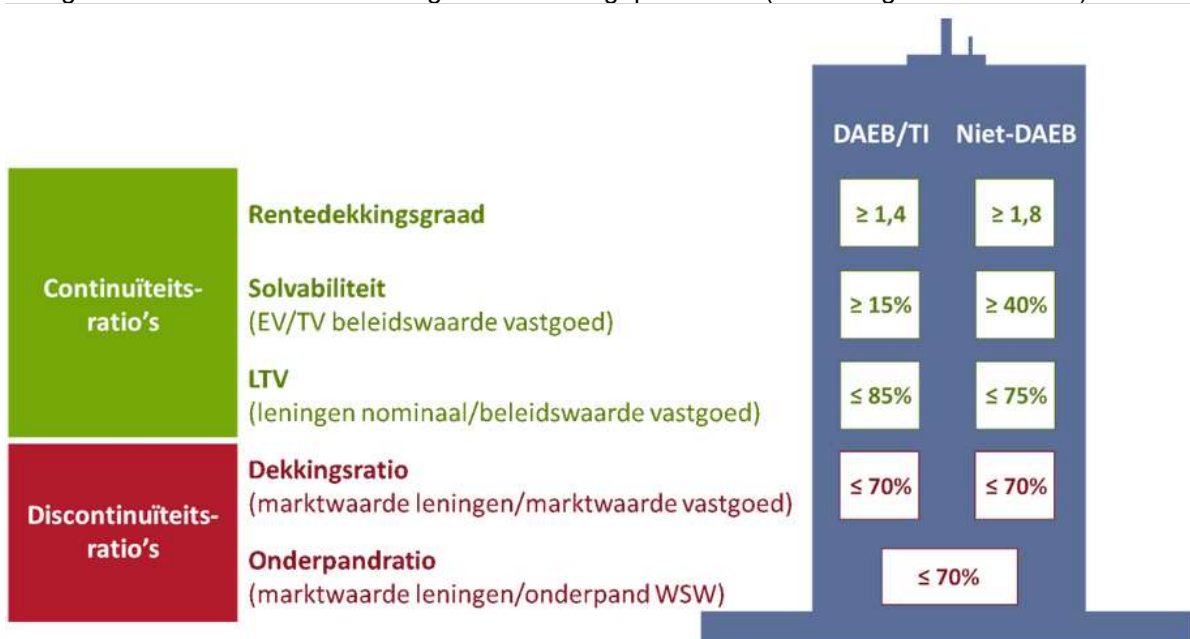 DAEB/TI Niet-DAEB
Continuïteits-
ratio's
Rentedekkingsgraad
≥ 1,4 ≥ 1,8
Solvabiliteit
(EV/TV beleidswaarde vastgoed)
≥ 15% ≥ 40%
LTV
(leningen nominaal/beleidswaarde vastgoed)
≤ 85% ≤ 75%
Discontinuïteits-
ratio's
Dekkingsratio
(marktwaarde leningen/marktwaarde vastgoed)
≤ 70% ≤ 70%
Onderpandratio
(marktwaarde leningen/onderpand WSW)
≤ 70%